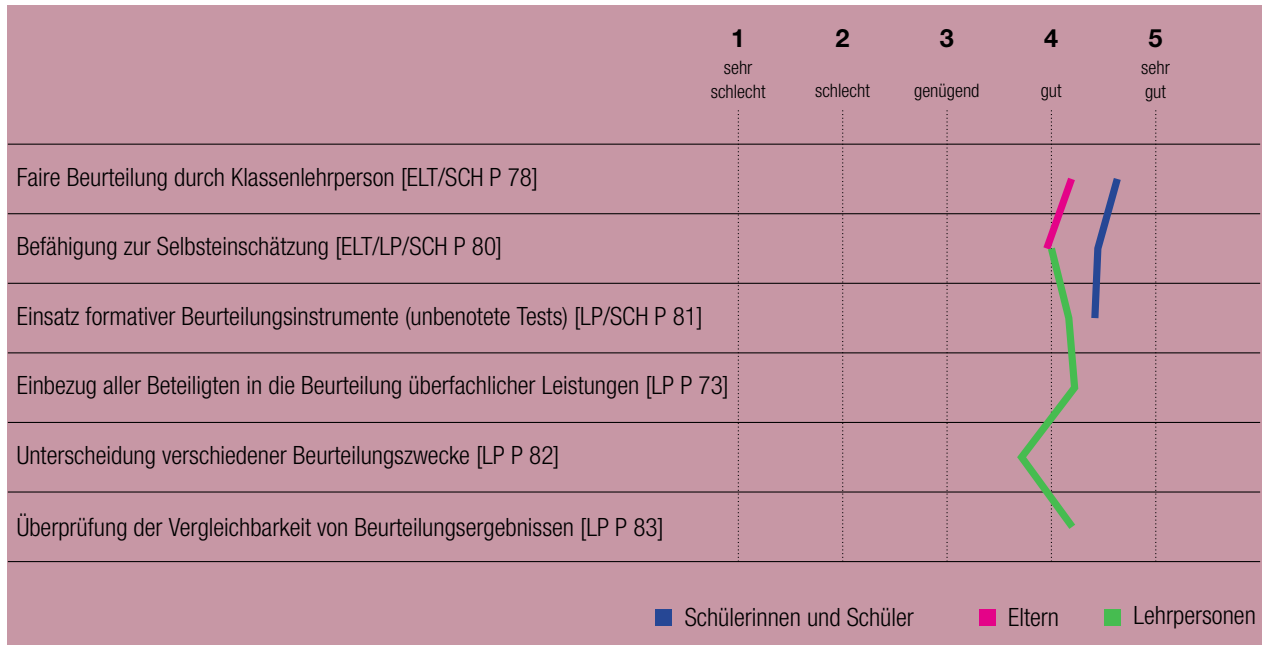 1 2 3 4 5
sehr schlecht schlecht genügend gut sehr gut
Faire Beurteilung durch Klassenlehrperson [ELT/SCH P 78]
Befähigung zur Selbsteinschätzung [ELT/LP/SCH P 80]
Einsatz formativer Beurteilungsinstrumente (unbenotete Tests) [LP/SCH P 81]
Einbezug aller Beteiligten in die Beurteilung überfachlicher Leistungen [LP P 73]
Unterscheidung verschiedener Beurteilungszwecke [LP P 82]
Überprüfung der Vergleichbarkeit von Beurteilungsergebnissen [LP P 83]
Schülerinnen und Schüler Eltern Lehrpersonen